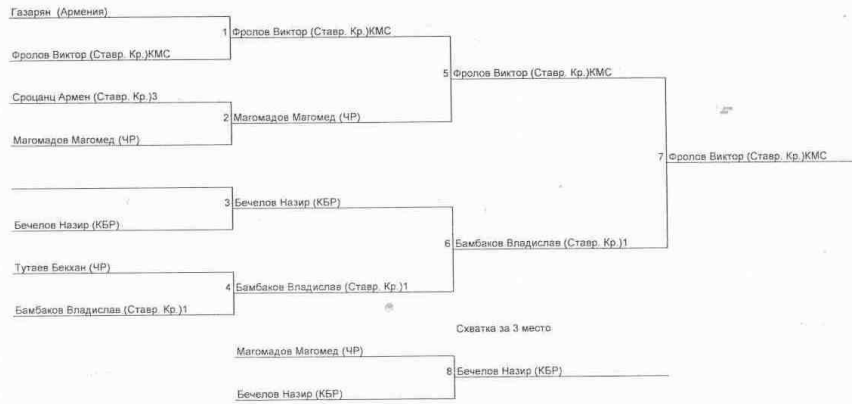 Газарян (Армения)
1 Фролов Виктор (Ставр. Кр.)КМС
Фролов Виктор (Ставр. Кр.)КМС
5 Фролов Виктор (Ставр. Кр.)КМС
Сроцанц Армен (Ставр. Кр.)3
2 Магомадов Магомед (ЧР)
Магомадов Магомед (ЧР)
7 Фролов Виктор (Ставр. Кр.)КМС
3 Бечелов Назир (КБР)
Бечелов Назир (КБР)
6 Бамбаков Владислав (Ставр. Кр.)1
Тутаев Бекхан (ЧР)
4 Бамбаков Владислав (Ставр. Кр.)1
Бамбаков Владислав (Ставр. Кр.)1
Схватка за 3 место
Магомадов Магомед (ЧР)
8 Бечелов Назир (КБР)
Бечелов Назир (КБР)